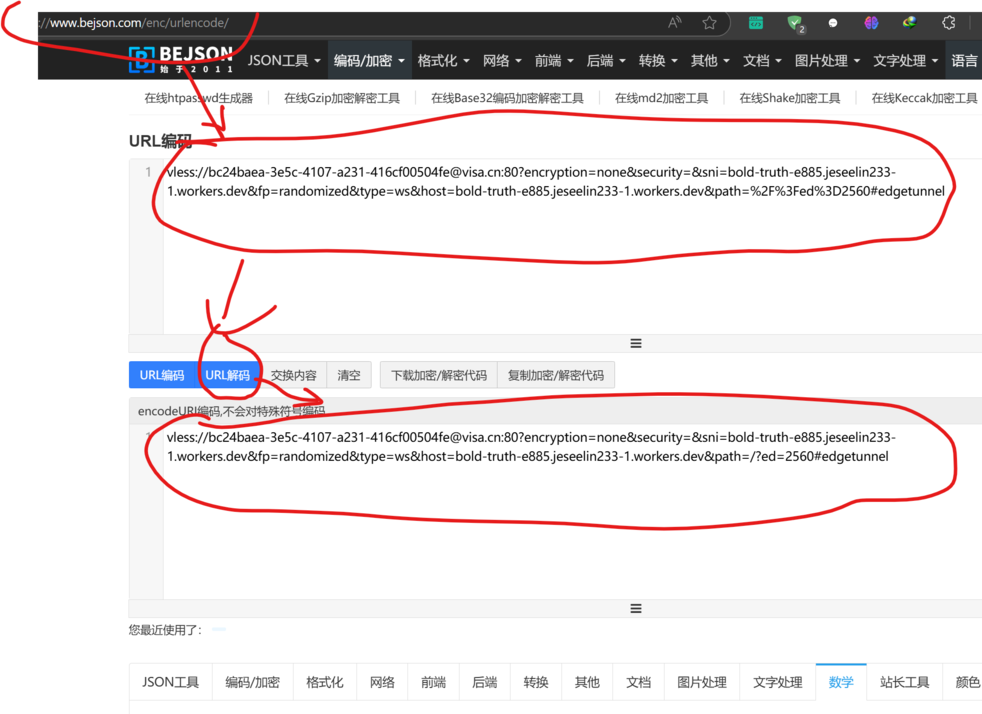 ://www.bejson.com/enc/urlencode/
2
BEJSON
始于2011
JSON工具 编码/加密 格式化 网络 前端 后端 转换 其他 文档 图片处理 文字处理 语言
在线htpasswd生成器 在线Gzip加密解密工具 在线Base32编码加密解密工具 在线md2加密工具 在线Shake加密工具 在线Keccak加密工具
URL编码
1 vless://bc24baea-3e5c-4107-a231-416cf00504fe@visa.cn:80?encryption=none&security=&sni=bold-truth-e885.jeseelin233-
1.workers.dev&fp=randomized&type=ws&host=bold-truth-e885.jeseelin233-1.workers.dev&path=%2F%3Fed%3D2560#edgetunnel
URL编码 URL解码 交换内容 清空 下载加密/解密代码 复制加密/解密代码
encodeURI编码,不会对特殊符号编码
1 vless://bc24baea-3e5c-4107-a231-416cf00504fe@visa.cn:80?encryption=none&security=&sni=bold-truth-e885.jeseelin233-
1.workers.dev&fp=randomized&type=ws&host=bold-truth-e885.jeseelin233-1.workers.dev&path=/?ed=2560#edgetunnel
您最近使用了:
JSON工具 编码/加密 格式化 网络 前端 后端 转换 其他 文档 图片处理 文字处理 数学 站长工具 颜色